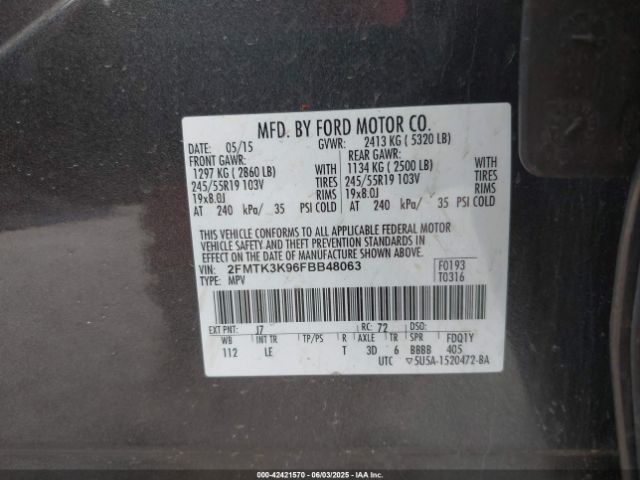 MFD. BY FORD MOTOR CO.
DATE: 05/15 GVWR: 2413 KG ( 5320 LB)
FRONT GAWR: REAR GAWR:
1297 KG ( 2860 LB) WITH 1134 KG ( 2500 LB) WITH
245/55R19 103V TIRES 245/55R19 103V TIRES
19x8.0J RIMS 19x8.0J RIMS
AT 240 kPa/ 35 PSI COLD AT 240 kPa/ 35 PSI COLD
THIS VEHICLE CONFORMS TO ALL APPLICABLE FEDERAL MOTOR
VEHICLE SAFETY AND THEFT PREVENTION STANDARDS IN
EFFECT ON THE DATE OF MANUFACTURE SHOWN ABOVE.
VIN: 2FMTK3K96FBB48063 F0193
TYPE: MPV T0316
EXT PNT: J7 RC: 72 DSO:
WB INT TR TP/PS R AXLE TR SPR FDQTY
112 LE T 3D 6 BBBB 405
UTC ▽5U5A-1520472-BA
000-42421570 - 06/03/2025 - IAAI.COM